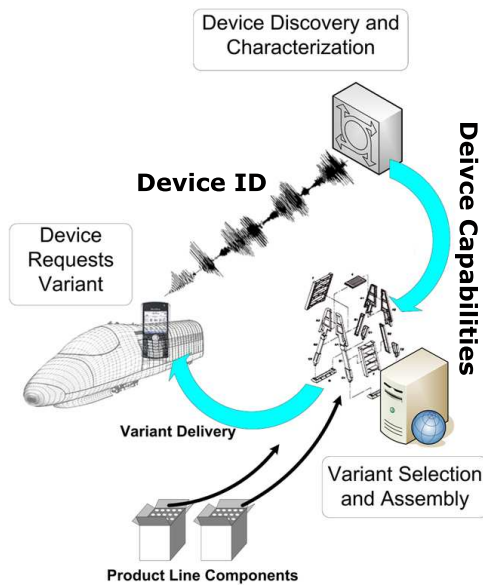 Device Discovery and
Characterization
Device ID
Deivce Capabilities
Device
Requests
Variant
Variant Delivery
Variant Selection
and Assembly
Product Line Components